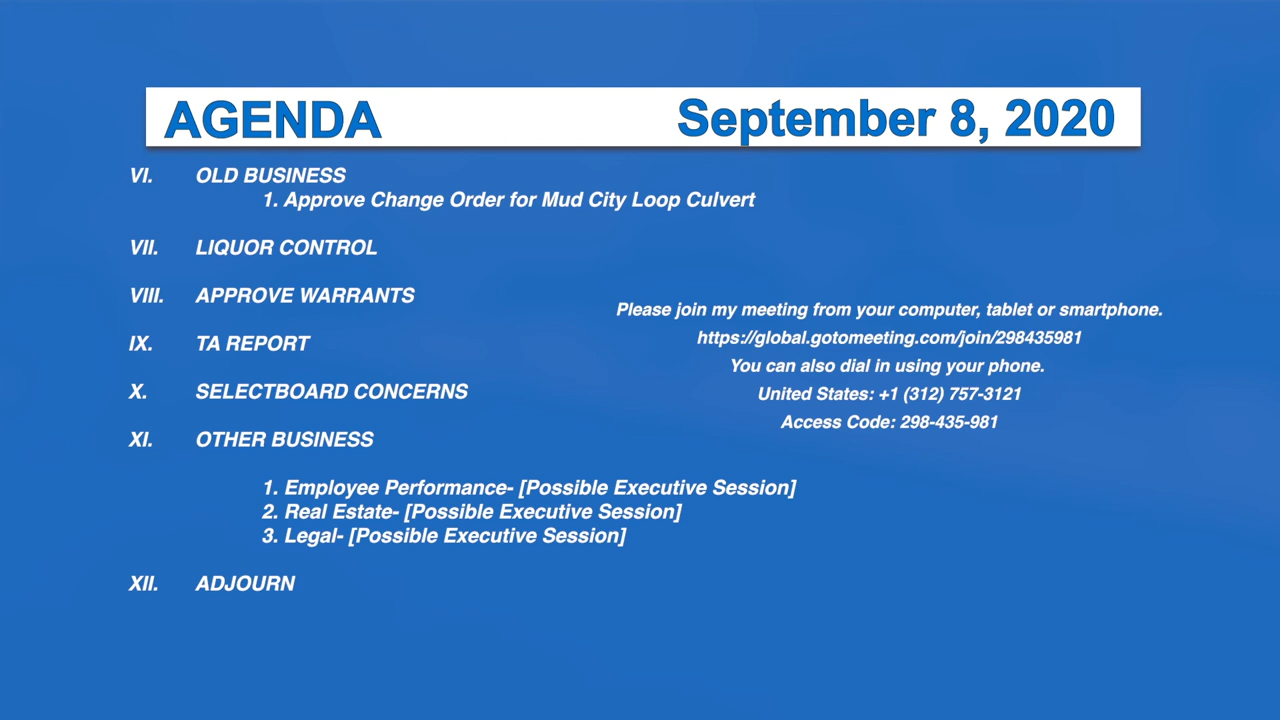 AGENDA September 8, 2020
VI. OLD BUSINESS
1. Approve Change Order for Mud City Loop Culvert
VII. LIQUOR CONTROL
VIII. APPROVE WARRANTS
IX. TA REPORT
X. SELECTBOARD CONCERNS
XI. OTHER BUSINESS
1. Employee Performance- [Possible Executive Session]
2. Real Estate- [Possible Executive Session]
3. Legal- [Possible Executive Session]
XII. ADJOURN
Please join my meeting from your computer, tablet or smartphone.
https://global.gotomeeting.com/join/298435981
You can also dial in using your phone.
United States: +1 (312) 757-3121
Access Code: 298-435-981